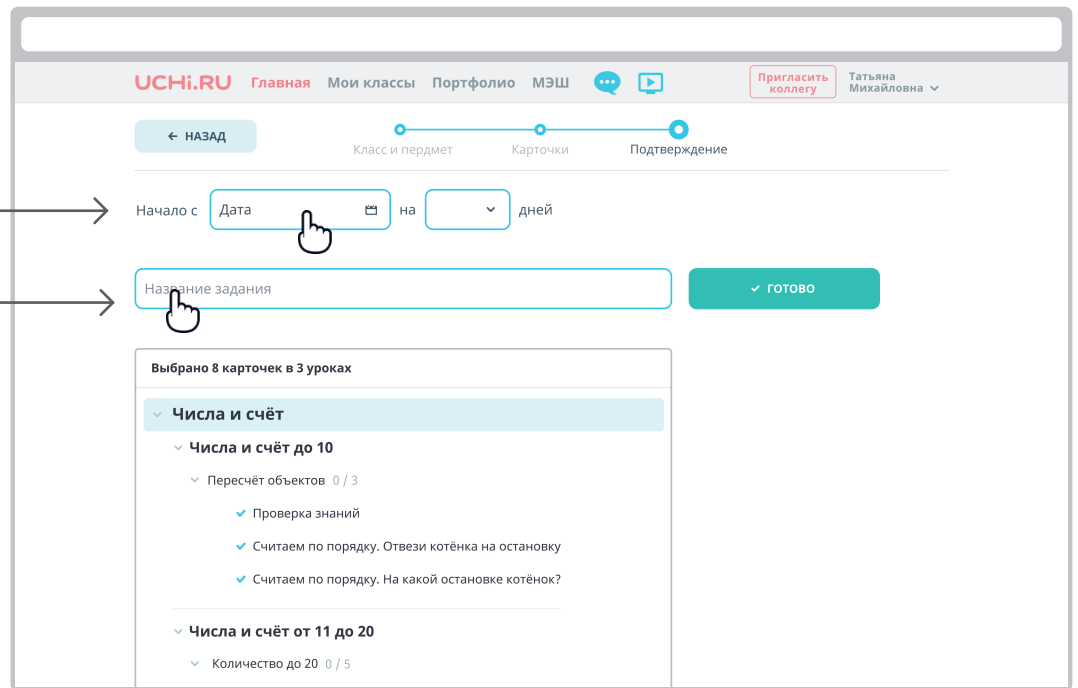 UCHi.RU Главная Мои классы Портфолио МЭШ Пригласить коллегу Татьяна Михайловна
← НАЗАД
Класс и пердмет Карточки Подтверждение
Начало с Дата на дней
Название задания
ГОТОВО
Выбрано 8 карточек в 3 уроках
Числа и счёт
Числа и счёт до 10
Пересчёт объектов 0 / 3
Проверка знаний
Считаем по порядку. Отвези котёнка на остановку
Считаем по порядку. На какой остановке котёнок?
Числа и счёт от 11 до 20
Количество до 20 0 / 5